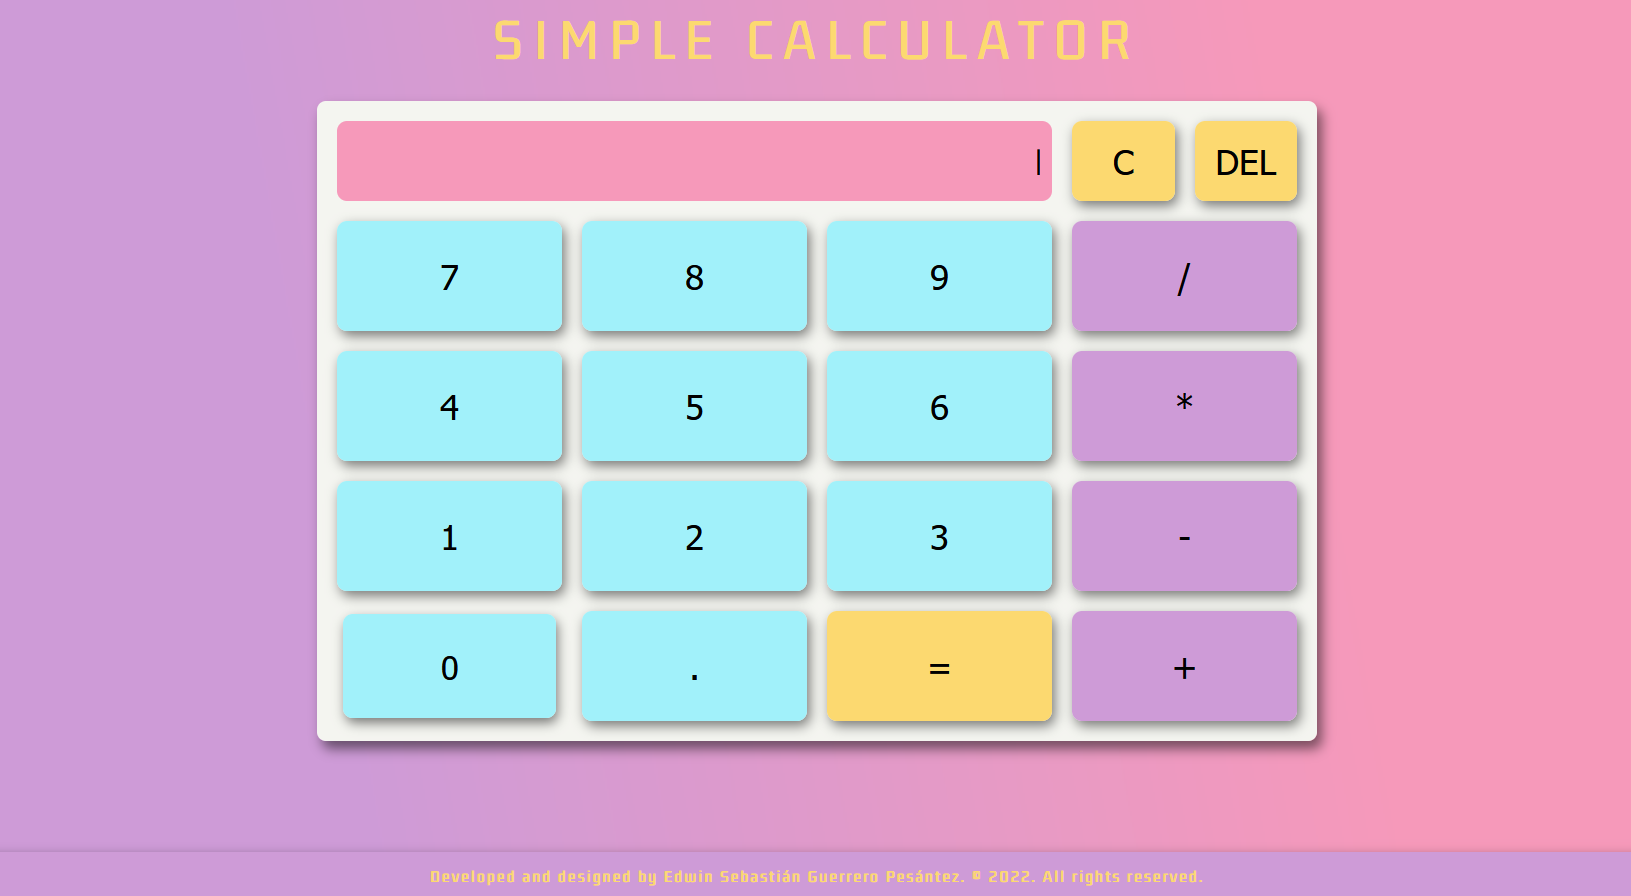 SIMPLE CALCULATOR
C DEL
7 8 9 /
4 5 6 *
1 2 3 -
0 . = +
Developed and designed by Edwin Sebastián Guerrero Pesántez. © 2022. All rights reserved.